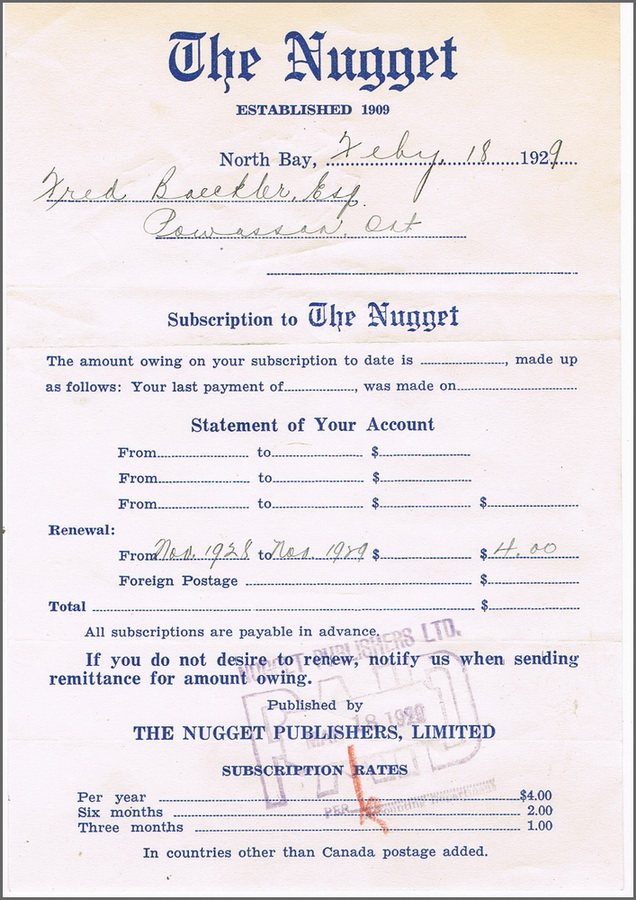 The Nugget
ESTABLISHED 1909
North Bay, Feby. 18 1929
Fred Boeckler, Esq.
Powassan, Ont
Subscription to The Nugget
The amount owing on your subscription to date is ................, made up
as follows: Your last payment of................, was made on................
Statement of Your Account
From................ to................ $................
From................ to................ $................
From................ to................ $................ $................
Renewal:
From Nov. 1928 to Nov. 1929 $................ $ 4.00
Foreign Postage ................ $................
Total ................ $................
All subscriptions are payable in advance.
NUGGET PUBLISHERS LTD.
If you do not desire to renew, notify us when sending
remittance for amount owing.
Published by
PAID
18 1929
THE NUGGET PUBLISHERS, LIMITED
SUBSCRIPTION RATES
PER
Per year ................ $4.00
Six months ................ 2.00
Three months ................ 1.00
In countries other than Canada postage added.